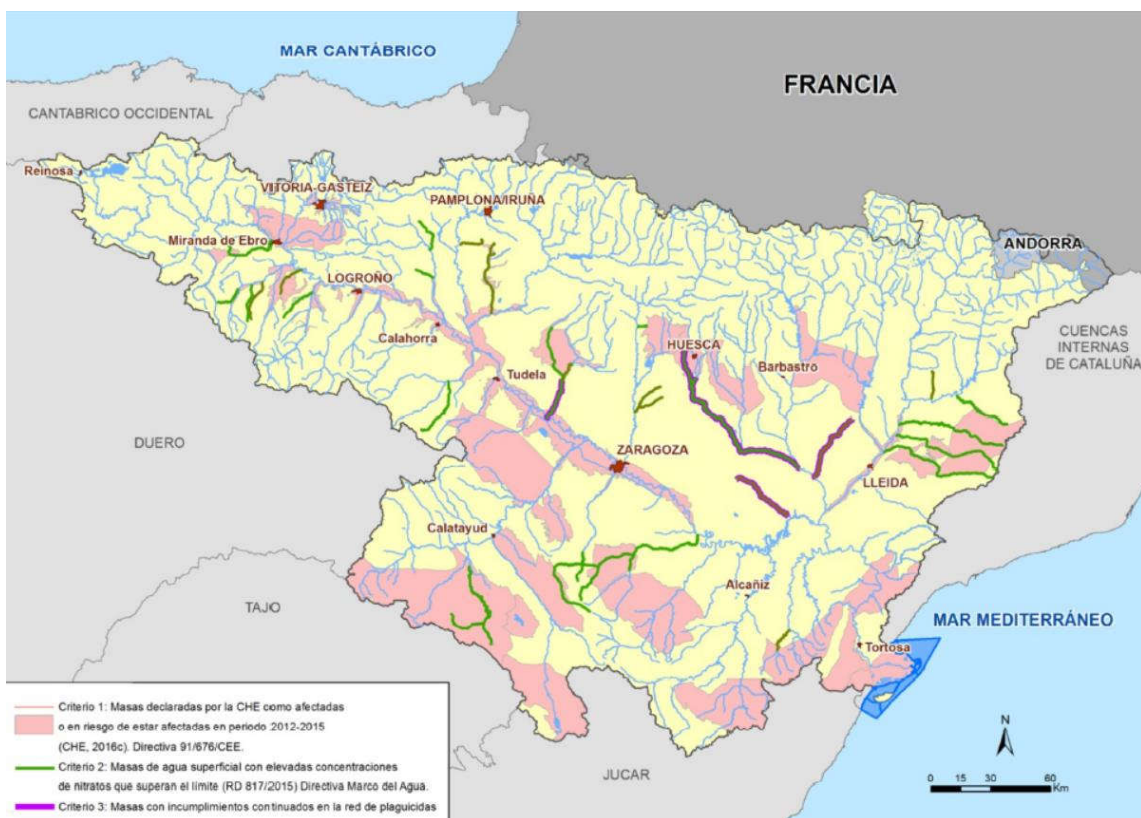 MAR CANTÁBRICO
FRANCIA
CANTABRICO OCCIDENTAL
Reinosa
VITORIA-GASTEIZ
PAMPLONA/IRUÑA
Miranda de Ebro
ANDORRA
LOGROÑO
Calahorra
CUENCAS
INTERNAS
DE CATALUÑA
HUESCA
Barbastro
Tudela
DUERO
ZARAGOZA
LLEIDA
Calatayud
Alcañiz
TAJO
MAR MEDITERRÁNEO
Tortosa
JUCAR
Criterio 1: Masas declaradas por la CHE como afectadas
o en riesgo de estar afectadas en periodo 2012-2015
(CHE, 2016c). Directiva 91/676/CEE.
Criterio 2: Masas de agua superficial con elevadas concentraciones
de nitratos que superan el límite (RD 817/2015) Directiva Marco del Agua.
Criterio 3: Masas con incumplimientos continuados en la red de plaguicidas
N
0 15 30 60
Km